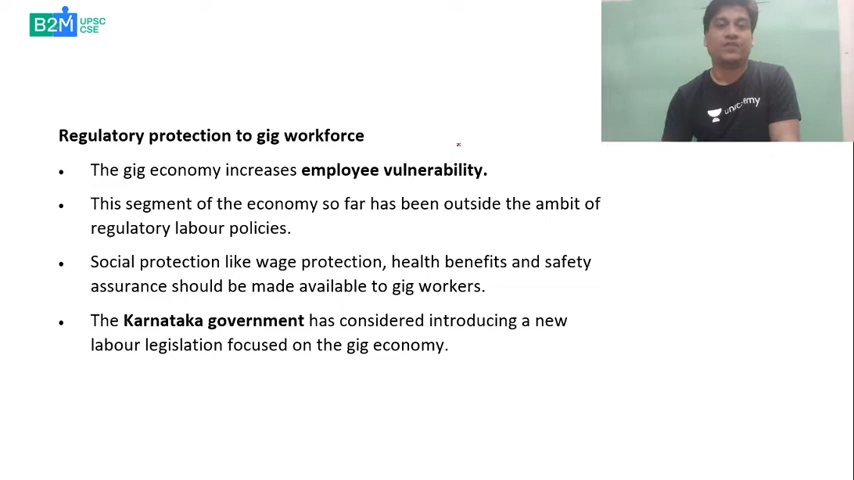 B2M UPSC
CSE
unacademy
Regulatory protection to gig workforce
• The gig economy increases employee vulnerability.
• This segment of the economy so far has been outside the ambit of
regulatory labour policies.
• Social protection like wage protection, health benefits and safety
assurance should be made available to gig workers.
• The Karnataka government has considered introducing a new
labour legislation focused on the gig economy.